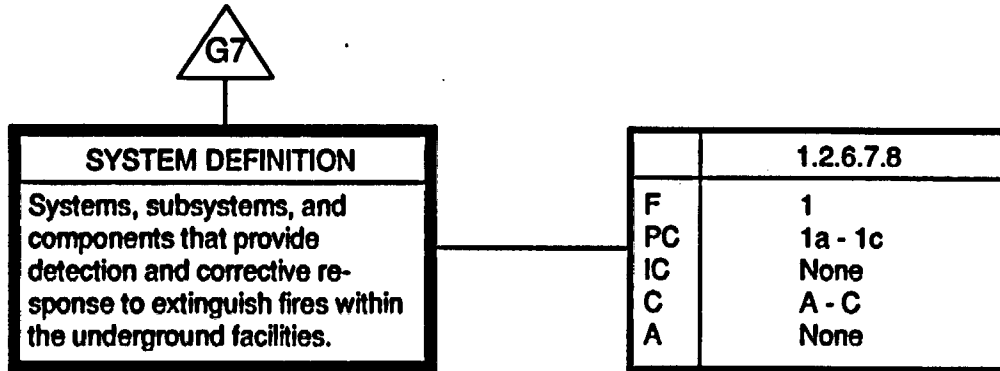 G7
SYSTEM DEFINITION
Systems, subsystems, and
components that provide
detection and corrective re-
sponse to extinguish fires within
the underground facilities.
1.2.6.7.8
F 1
PC 1a - 1c
IC None
C A - C
A None